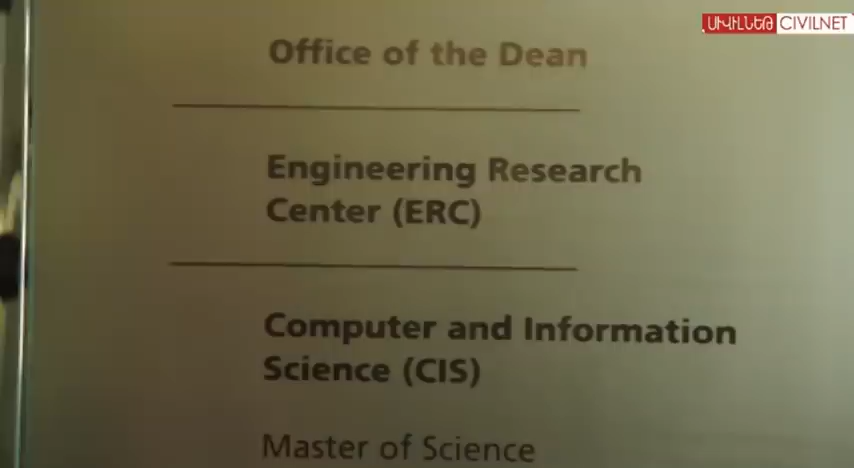 ՍԻՎԻԼՆԵԹ CIVILNET
Office of the Dean
Engineering Research
Center (ERC)
Computer and Information
Science (CIS)
Master of Science